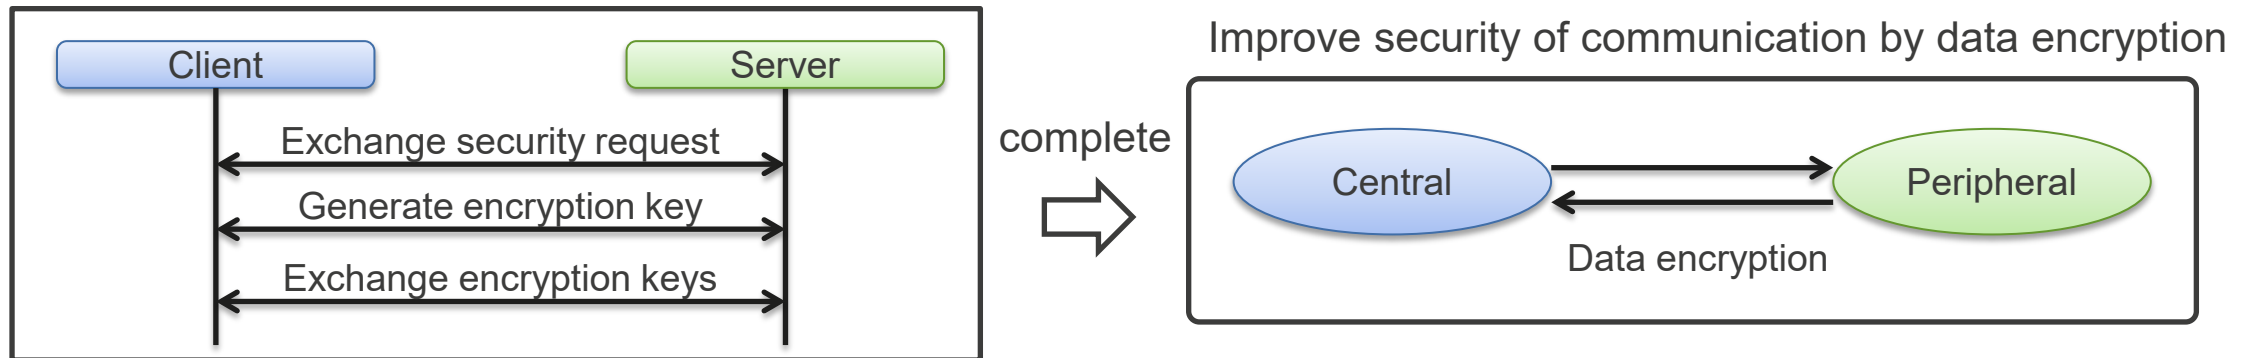 Client
Server
Exchange security request
Generate encryption key
Exchange encryption keys
complete
Improve security of communication by data encryption
Central
Peripheral
Data encryption